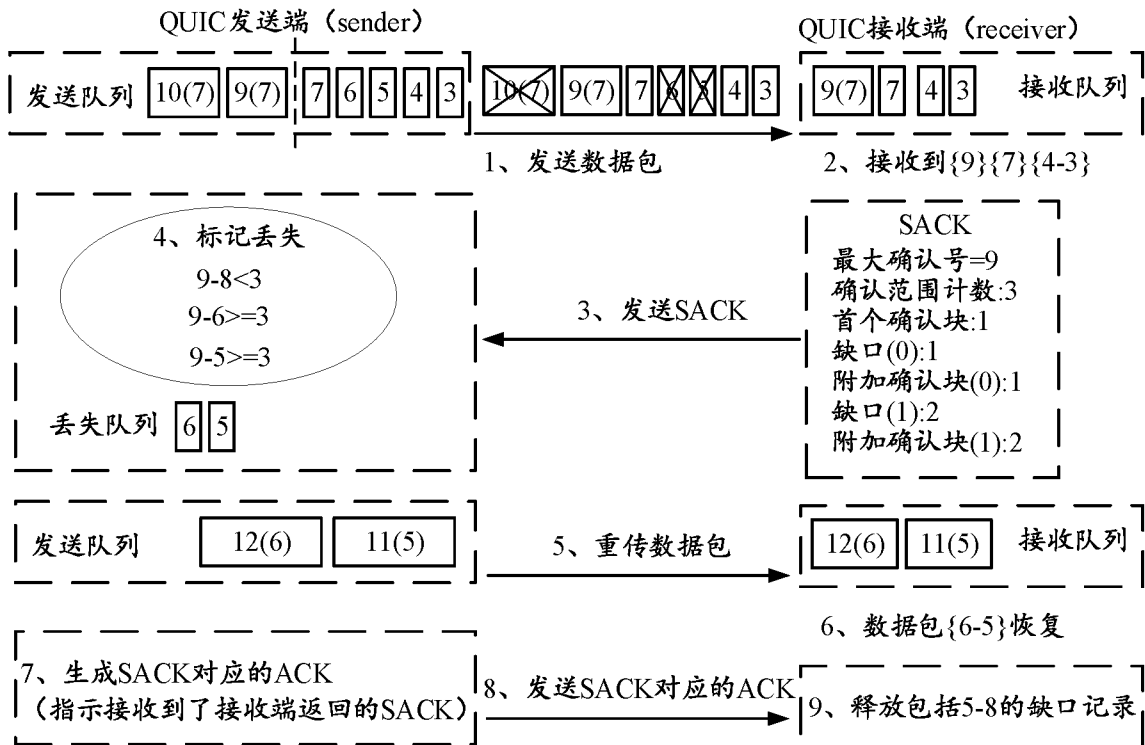 QUIC发送端（sender）
QUIC接收端（receiver）
发送队列 10(7) 9(7) 7 6 5 4 3
10(7) 9(7) 7 6 5 4 3
9(7) 7 4 3 接收队列
1、发送数据包
2、接收到{9}{7}{4-3}
4、标记丢失
9-8<3
9-6>=3
9-5>=3
丢失队列 6 5
3、发送SACK
SACK
最大确认号=9
确认范围计数:3
首个确认块:1
缺口(0):1
附加确认块(0):1
缺口(1):2
附加确认块(1):2
发送队列 12(6) 11(5)
5、重传数据包
12(6) 11(5) 接收队列
6、数据包{6-5}恢复
7、生成SACK对应的ACK
（指示接收到了接收端返回的SACK）
8、发送SACK对应的ACK
9、释放包括5-8的缺口记录